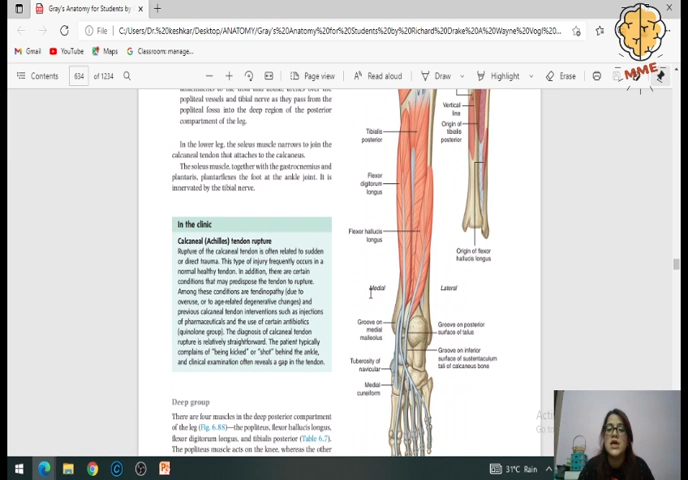 Gray's Anatomy for Students by
File
C:/Users/Dr.%20keshkar/Desktop/ANATOMY/Gray's%20Anatomy%20for%20Students%20by%20Richard%20Drake%20A%20Wayne%20Vogl%20...
Gmail YouTube Maps Classroom manage...
Contents 634 of 1234 Page view Read aloud Draw Highlight Erase
MME
popliteal vessels and tibial nerve as they pass from the
popliteal fossa into the deep region of the posterior
compartment of the leg.
In the lower leg, the soleus muscle narrows to join the
calcaneal tendon that attaches to the calcaneus.
The soleus muscle, together with the gastrocnemius and
plantaris, plantarflexes the foot at the ankle joint. It is
innervated by the tibial nerve.
In the clinic
Calcaneal (Achilles) tendon rupture
Rupture of the calcaneal tendon is often related to sudden
or direct trauma. This type of injury frequently occurs in a
normal healthy tendon. In addition, there are certain
conditions that may predispose the tendon to rupture.
Among these conditions are tendinopathy (due to
overuse, or to age-related degenerative changes) and
previous calcaneal tendon interventions such as injections
of pharmaceuticals and the use of certain antibiotics
(quinolone group). The diagnosis of calcaneal tendon
rupture is relatively straightforward. The patient typically
complains of "being kicked" or "shot" behind the ankle,
and clinical examination often reveals a gap in the tendon.
Deep group
There are four muscles in the deep posterior compartment
of the leg (Fig. 6.88)—the popliteus, flexor hallucis longus,
flexor digitorum longus, and tibialis posterior (Table 6.7).
The popliteus muscle acts on the knee, whereas the other
Vertical
line
Origin of
tibialis
posterior
Tibialis
posterior
Flexor
digitorum
longus
Flexor hallucis
longus
Origin of flexor
hallucis longus
Medial
Lateral
Groove on
medial
malleolus
Groove on posterior
surface of talus
Groove on inferior
surface of sustentaculum
tali of calcaneus bone
Tuberosity of
navicular
Medial
cuneiform
31°C Rain